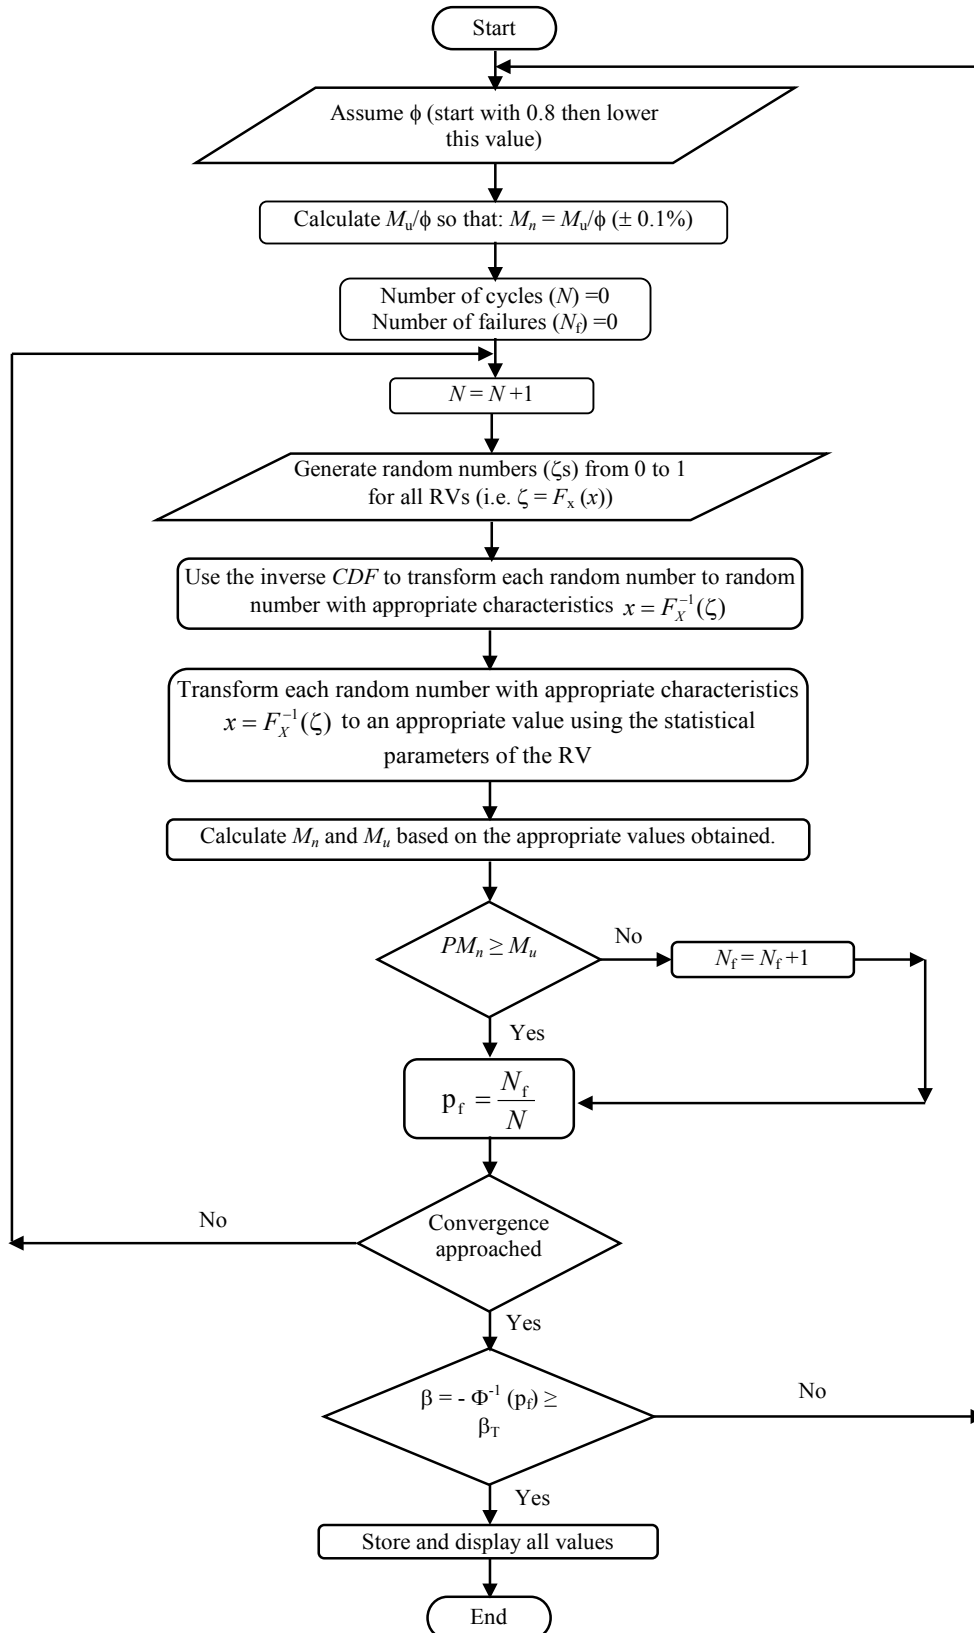 Start
Assume ϕ (start with 0.8 then lower
this value)
Calculate Mu/ϕ so that: Mn = Mu/ϕ (± 0.1%)
Number of cycles (N) =0
Number of failures (Nf) =0
N = N +1
Generate random numbers (ζs) from 0 to 1
for all RVs (i.e. ζ = Fx (x))
Use the inverse CDF to transform each random number to random
number with appropriate characteristics x = F_X^{-1}(ζ)
Transform each random number with appropriate characteristics
x = F_X^{-1}(ζ) to an appropriate value using the statistical
parameters of the RV
Calculate Mn and Mu based on the appropriate values obtained.
PMn ≥ Mu
No
Nf = Nf +1
Yes
pf = Nf / N
No
Convergence
approached
Yes
β = - Φ^-1 (pf) ≥
βT
No
Yes
Store and display all values
End